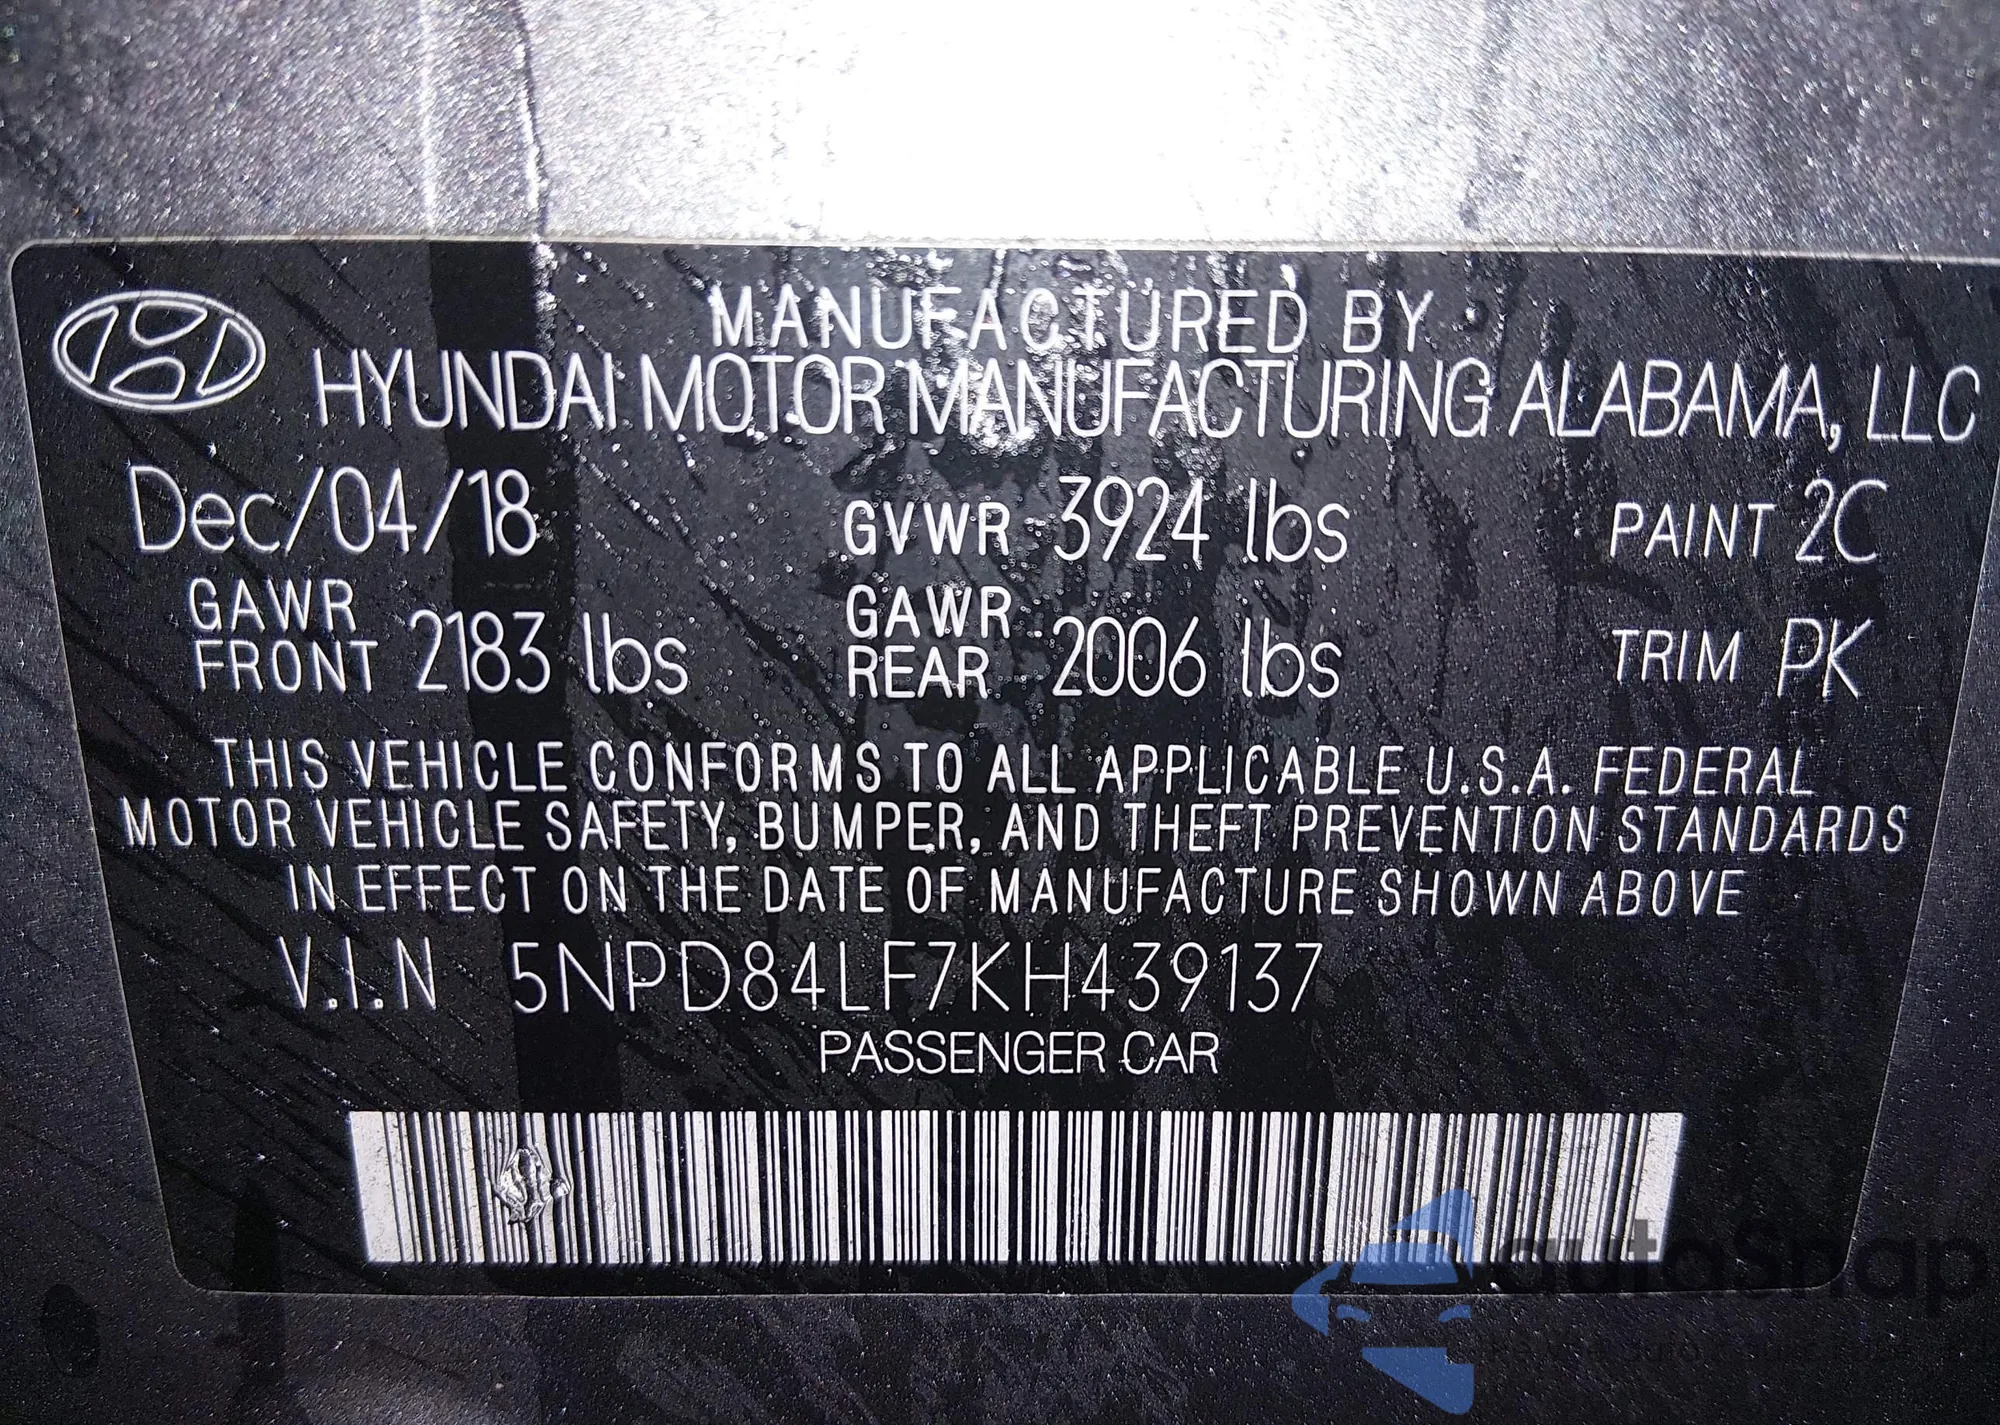 MANUFACTURED BY
HYUNDAI MOTOR MANUFACTURING ALABAMA, LLC
Dec/04/18 GVWR 3924 lbs PAINT 2C
GAWR FRONT 2183 lbs GAWR REAR 2006 lbs TRIM PK
THIS VEHICLE CONFORMS TO ALL APPLICABLE U.S.A. FEDERAL
MOTOR VEHICLE SAFETY, BUMPER, AND THEFT PREVENTION STANDARDS
IN EFFECT ON THE DATE OF MANUFACTURE SHOWN ABOVE
V.I.N 5NPD84LF7KH439137
PASSENGER CAR
autoSnap